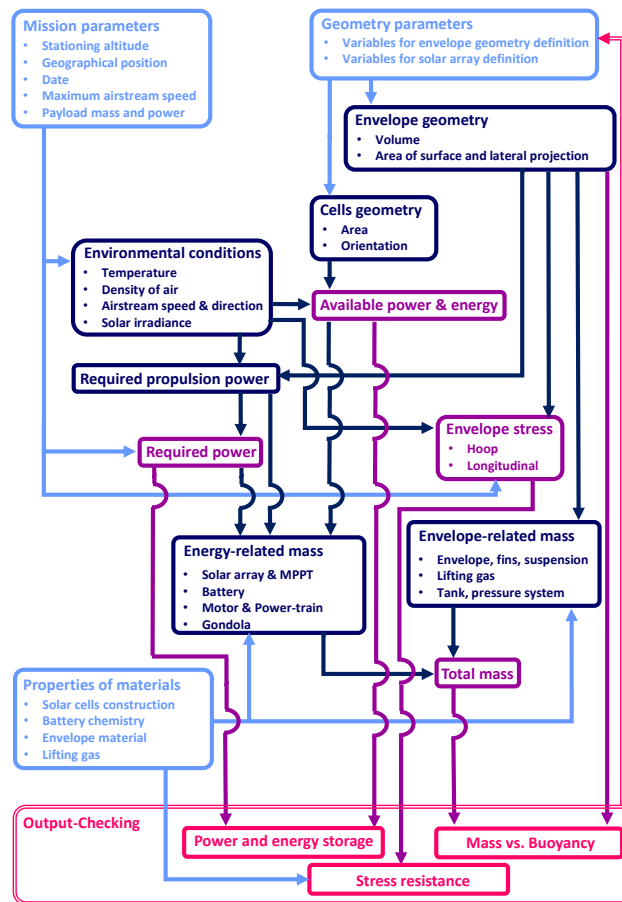 Mission parameters
• Stationing altitude
• Geographical position
• Date
• Maximum airstream speed
• Payload mass and power
Geometry parameters
• Variables for envelope geometry definition
• Variables for solar array definition
Envelope geometry
• Volume
• Area of surface and lateral projection
Cells geometry
• Area
• Orientation
Environmental conditions
• Temperature
• Density of air
• Airstream speed & direction
• Solar irradiance
Available power & energy
Required propulsion power
Envelope stress
• Hoop
• Longitudinal
Required power
Energy-related mass
• Solar array & MPPT
• Battery
• Motor & Power-train
• Gondola
Envelope-related mass
• Envelope, fins, suspension
• Lifting gas
• Tank, pressure system
Total mass
Properties of materials
• Solar cells construction
• Battery chemistry
• Envelope material
• Lifting gas
Output-Checking
Power and energy storage
Mass vs. Buoyancy
Stress resistance